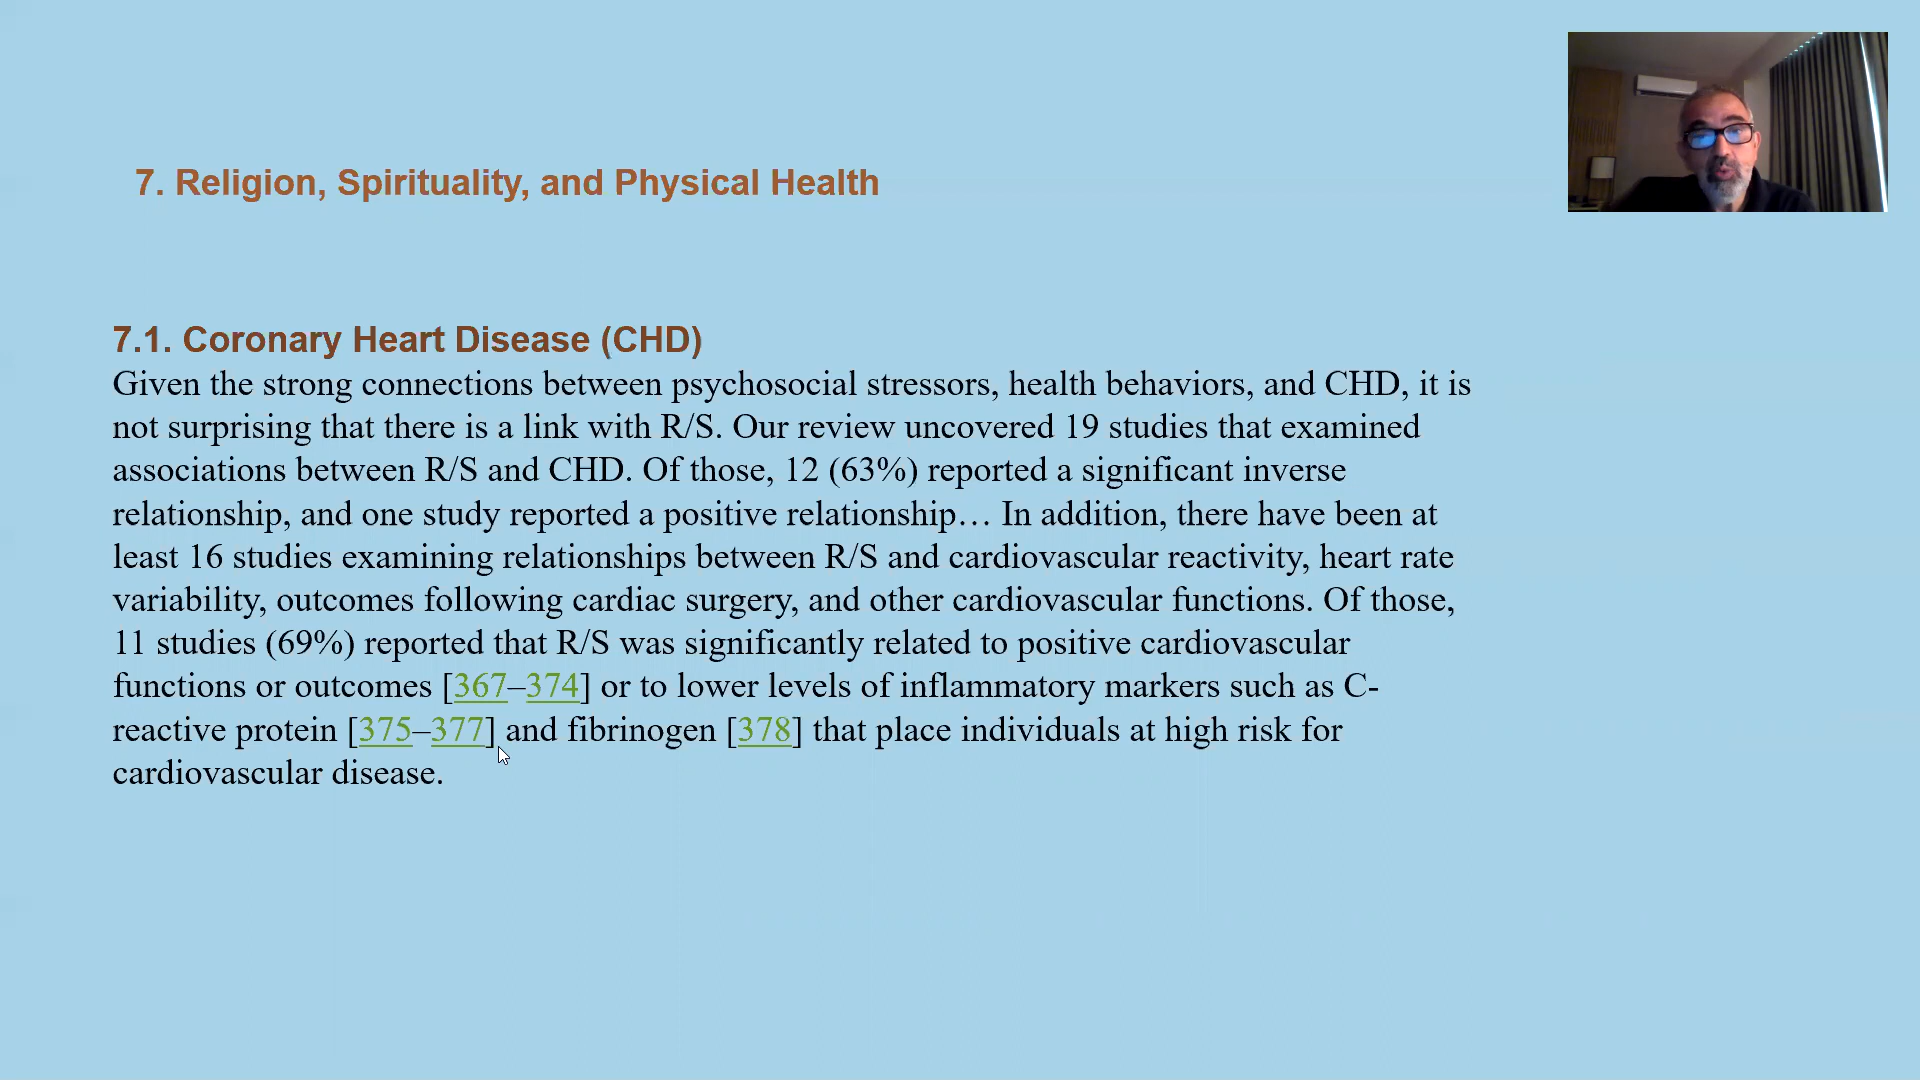 7. Religion, Spirituality, and Physical Health
7.1. Coronary Heart Disease (CHD)
Given the strong connections between psychosocial stressors, health behaviors, and CHD, it is
not surprising that there is a link with R/S. Our review uncovered 19 studies that examined
associations between R/S and CHD. Of those, 12 (63%) reported a significant inverse
relationship, and one study reported a positive relationship… In addition, there have been at
least 16 studies examining relationships between R/S and cardiovascular reactivity, heart rate
variability, outcomes following cardiac surgery, and other cardiovascular functions. Of those,
11 studies (69%) reported that R/S was significantly related to positive cardiovascular
functions or outcomes [367–374] or to lower levels of inflammatory markers such as C-
reactive protein [375–377] and fibrinogen [378] that place individuals at high risk for
cardiovascular disease.